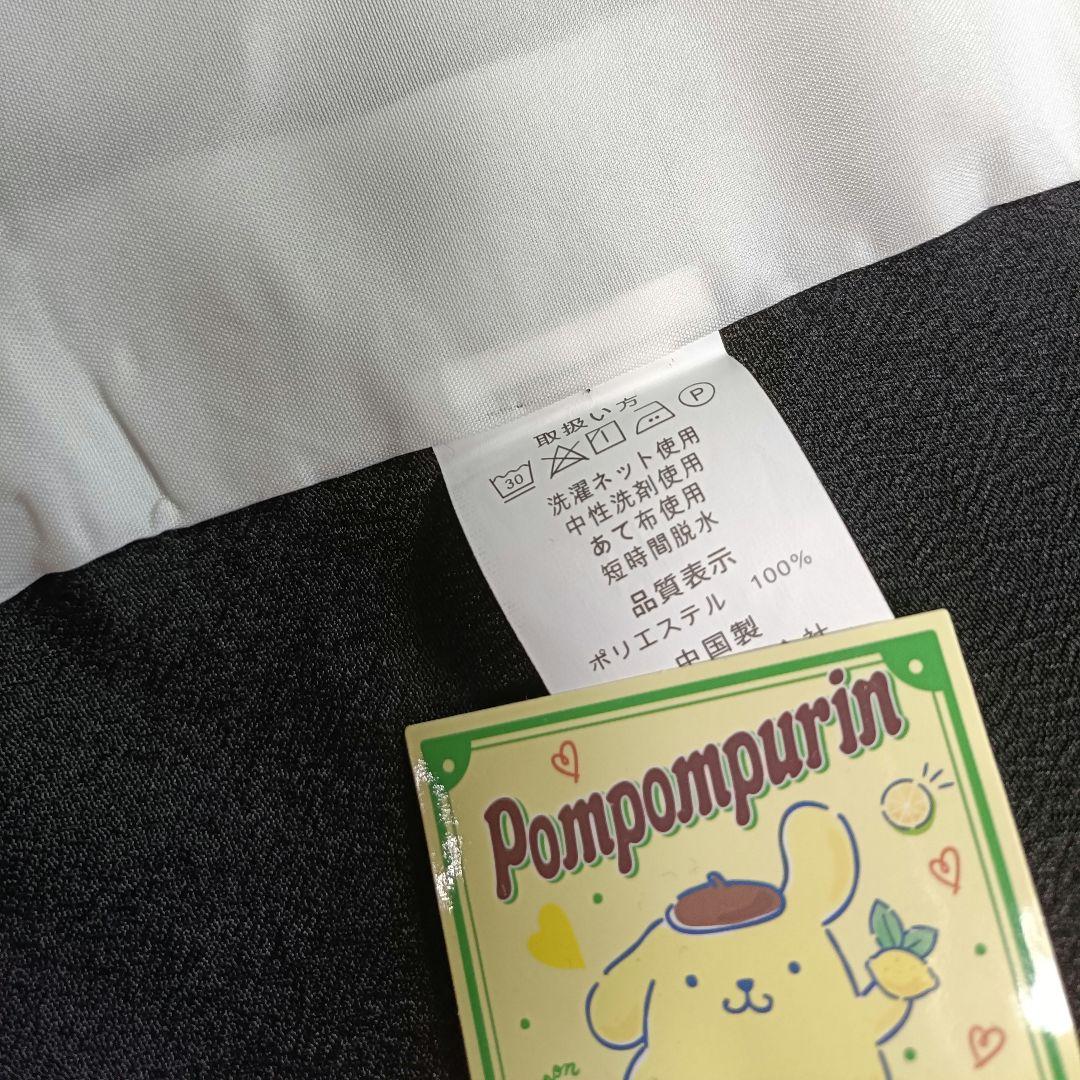 取扱い方
30 P
洗濯ネット使用
中性洗剤使用
あて布使用
短時間脱水
品質表示
ポリエステル 100%
中国製
Pompompurin